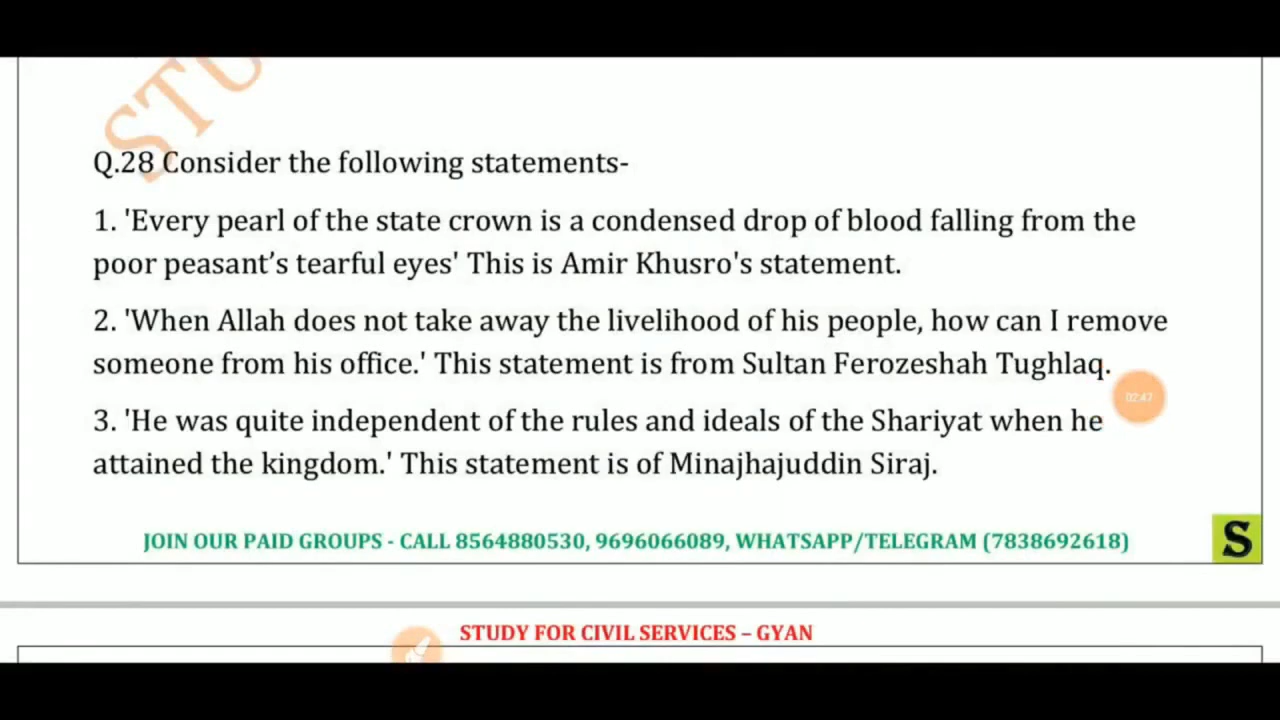 STU
Q.28 Consider the following statements-
1. 'Every pearl of the state crown is a condensed drop of blood falling from the
poor peasant’s tearful eyes' This is Amir Khusro's statement.
2. 'When Allah does not take away the livelihood of his people, how can I remove
someone from his office.' This statement is from Sultan Ferozeshah Tughlaq.
02:47
3. 'He was quite independent of the rules and ideals of the Shariyat when he
attained the kingdom.' This statement is of Minajhajuddin Siraj.
JOIN OUR PAID GROUPS - CALL 8564880530, 9696066089, WHATSAPP/TELEGRAM (7838692618)
S
STUDY FOR CIVIL SERVICES – GYAN